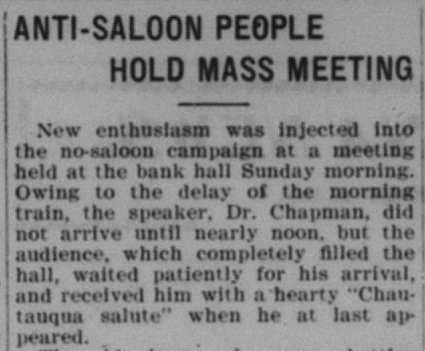 ANTI-SALOON PEOPLE
HOLD MASS MEETING
New enthusiasm was injected into
the no-saloon campaign at a meeting
held at the bank hall Sunday morning.
Owing to the delay of the morning
train, the speaker, Dr. Chapman, did
not arrive until nearly noon, but the
audience, which completely filled the
hall, waited patiently for his arrival,
and received him with a hearty "Chau-
tauqua salute" when he at last ap-
peared.